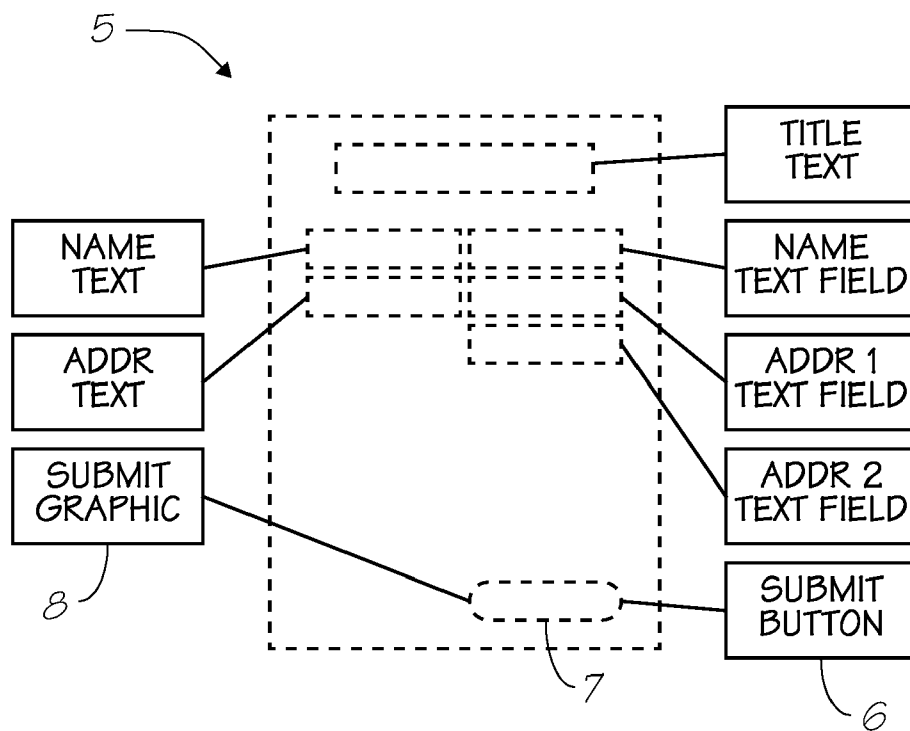 5
TITLE
TEXT
NAME
TEXT
NAME
TEXT FIELD
ADDR
TEXT
ADDR 1
TEXT FIELD
SUBMIT
GRAPHIC
ADDR 2
TEXT FIELD
8
SUBMIT
BUTTON
7
6